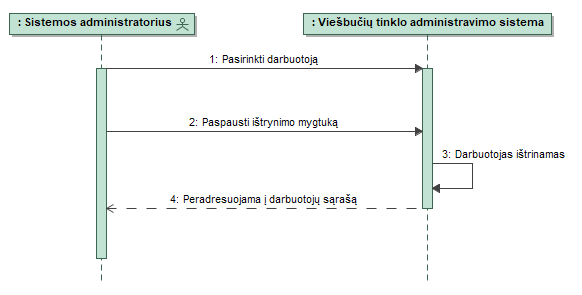 : Sistemos administratorius
: Viešbučių tinklo administravimo sistema
1: Pasirinkti darbuotoją
2: Paspausti ištrynimo mygtuką
3: Darbuotojas ištrinamas
4: Peradresuojama į darbuotojų sąrašą